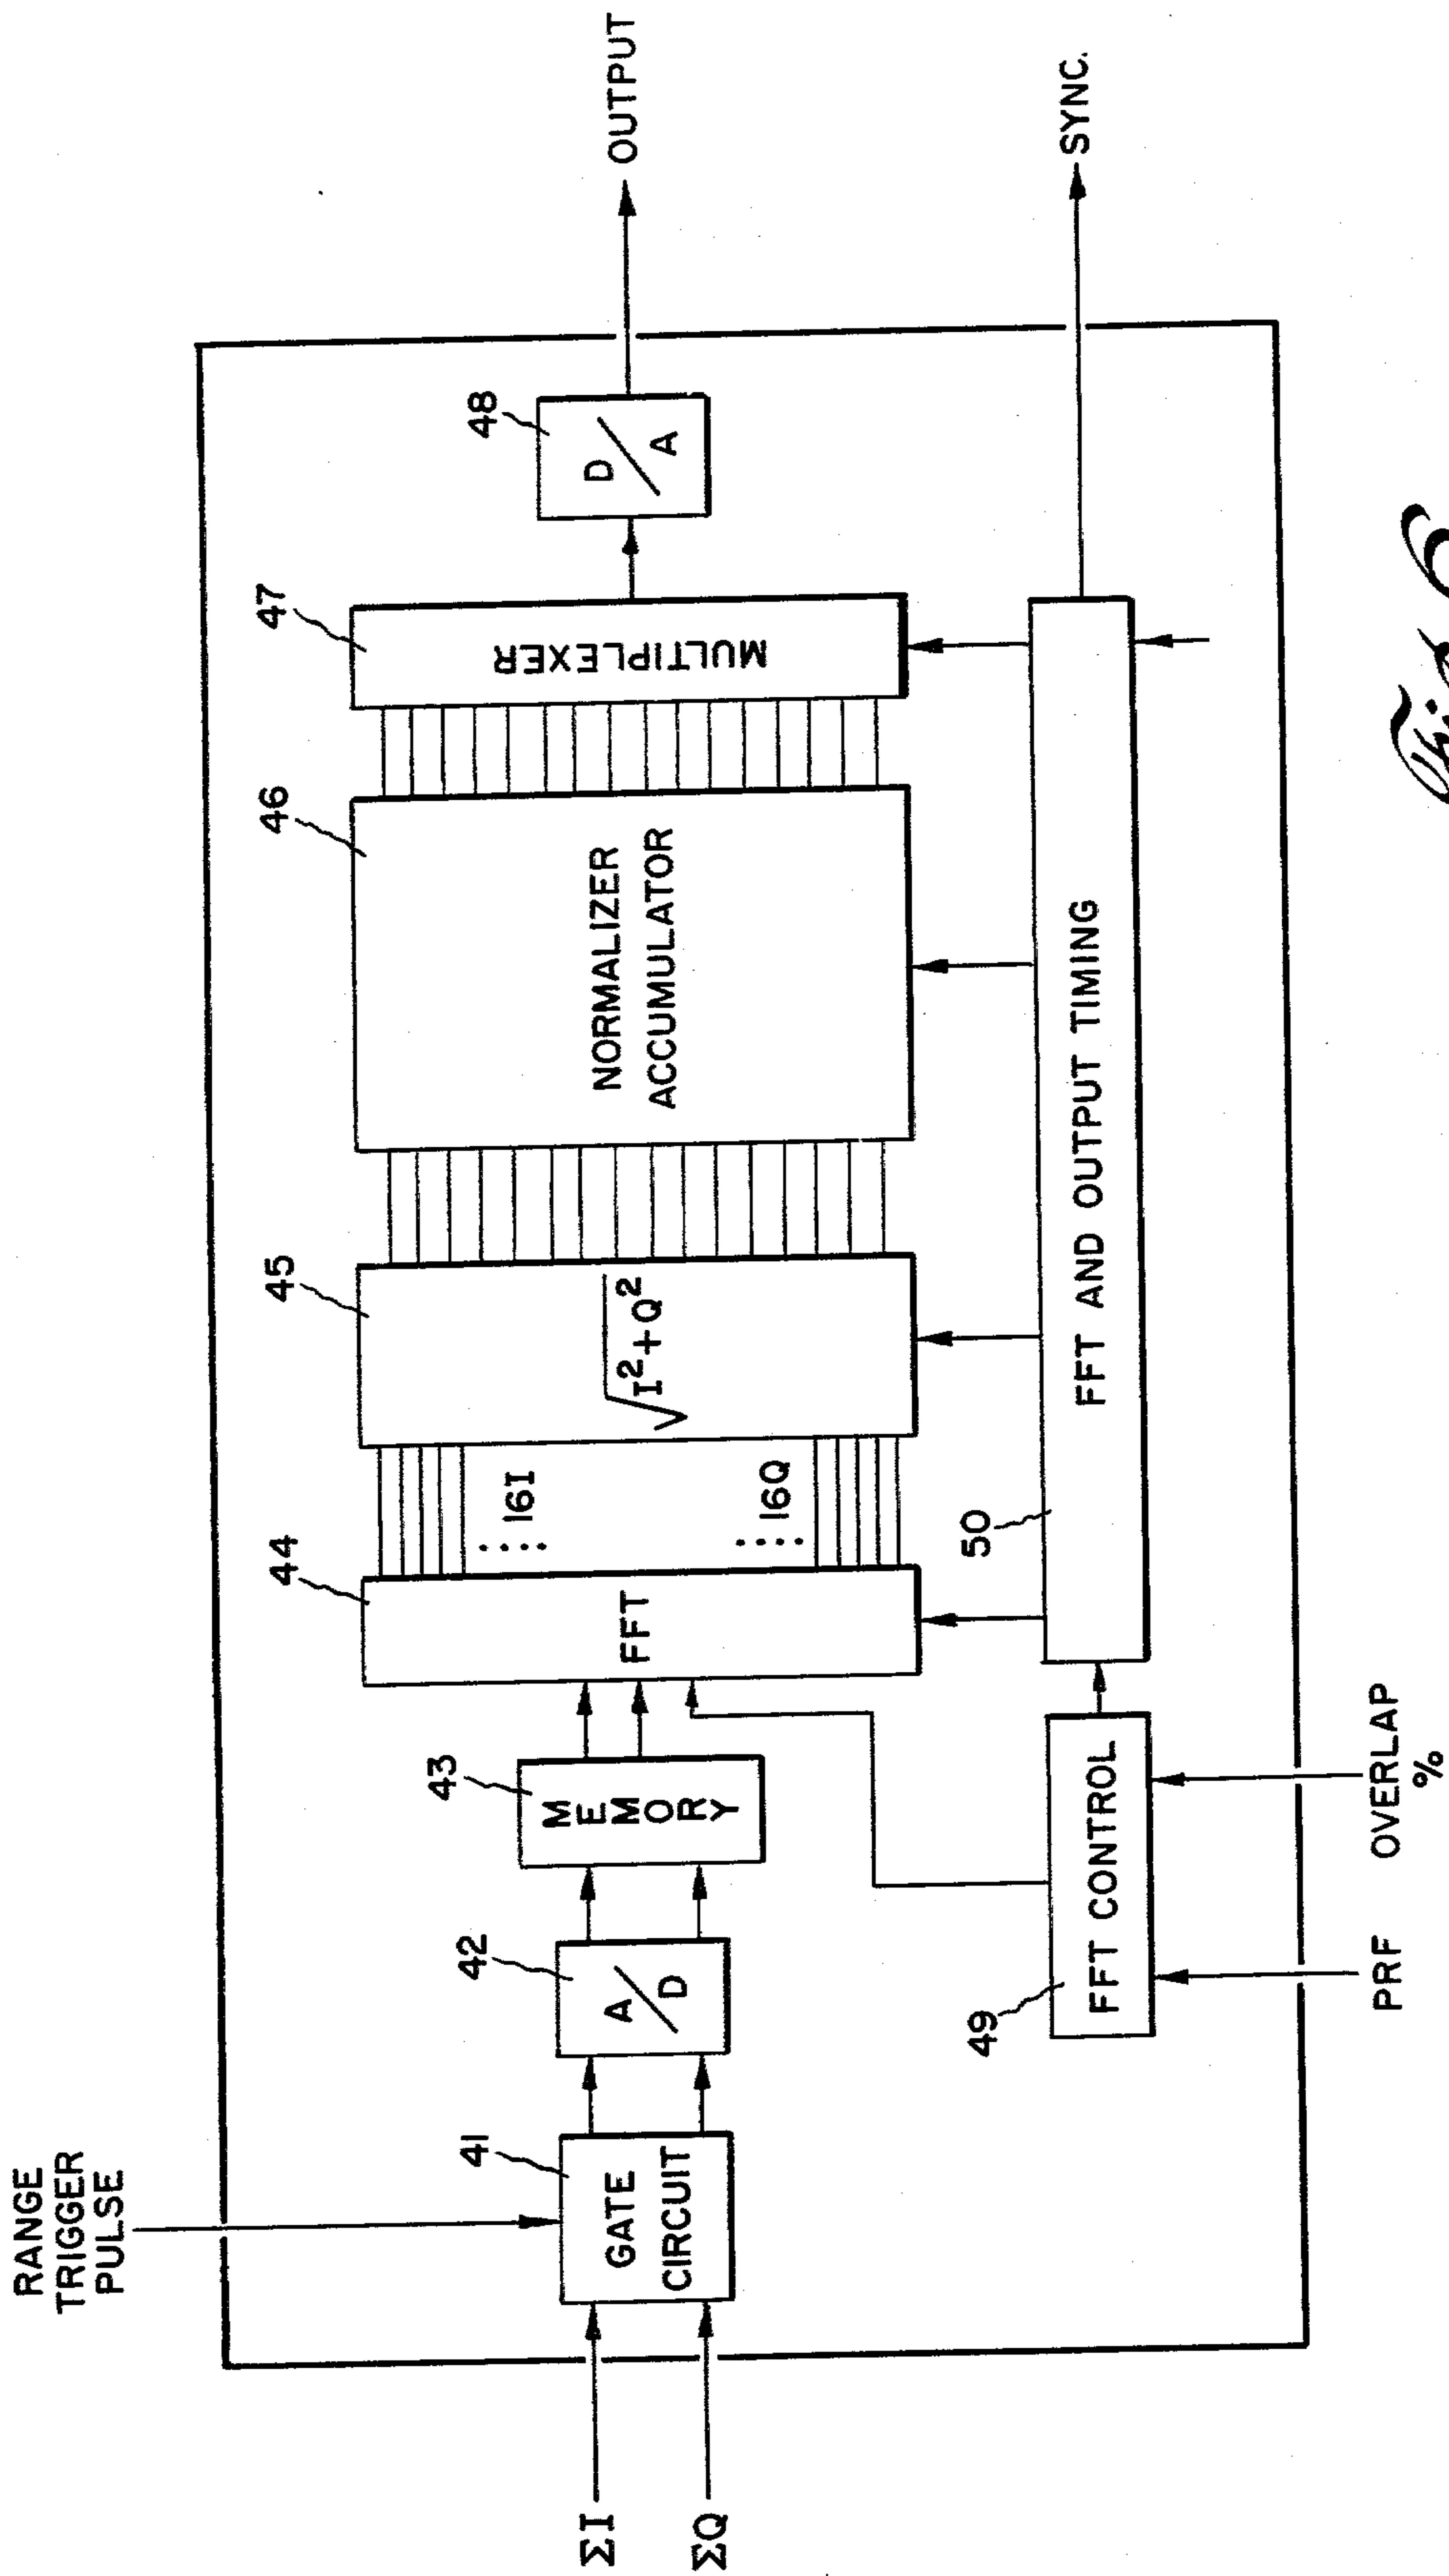 RANGE
TRIGGER
PULSE
ΣI
ΣQ
41
GATE
CIRCUIT
42
A/D
43
MEMORY
44
FFT
16I
16Q
45
√I²+Q²
46
NORMALIZER
ACCUMULATOR
47
MULTIPLEXER
48
D/A
OUTPUT
49
FFT CONTROL
50
FFT AND OUTPUT TIMING
SYNC.
PRF
OVERLAP
%